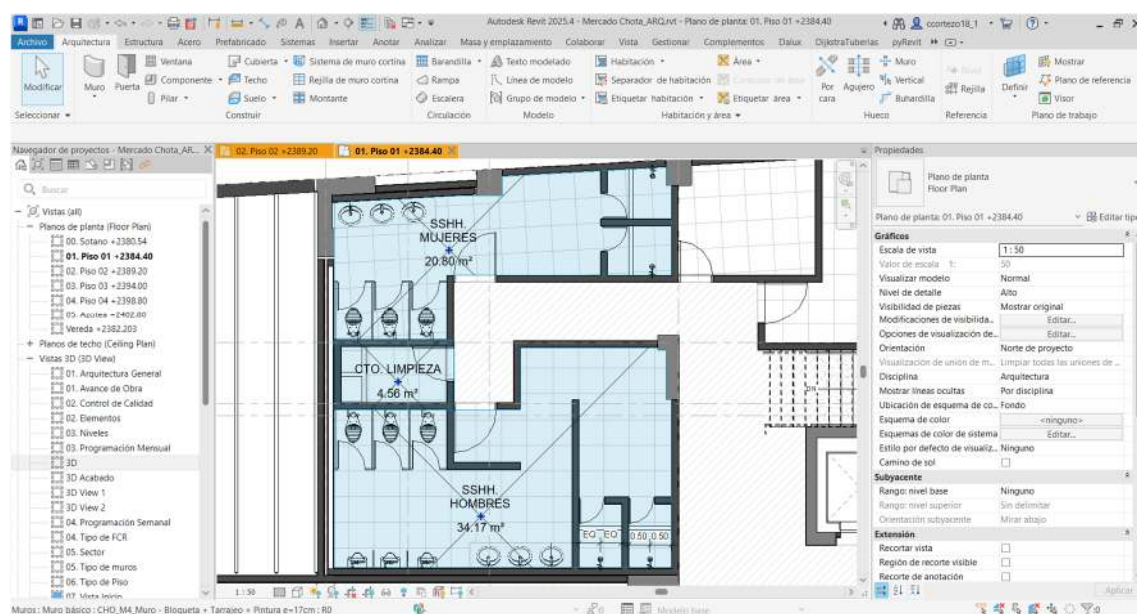 Autodesk Revit 2025.4 - Mercado Chota_ARQ.rvt - Plano de planta: 01. Piso 01 +2384.40
ccortezo18_1
Archivo Arquitectura Estructura Acero Prefabricado Sistemas Insertar Anotar Analizar Masa y emplazamiento Colaborar Vista Gestionar Complementos Dalux DijkstraTuberias pyRevit
Modificar
Muro
Puerta
Ventana
Componente
Pilar
Cubierta
Techo
Suelo
Sistema de muro cortina
Rejilla de muro cortina
Montante
Barandilla
Rampa
Escalera
Texto modelado
Línea de modelo
Grupo de modelo
Habitación
Separador de habitación
Etiquetar habitación
Área
Etiquetar área
Por cara
Agujero
Muro
Vertical
Buhardilla
Rejilla
Definir
Mostrar
Plano de referencia
Visor
Seleccionar
Construir
Circulación
Modelo
Habitación y área
Hueco
Referencia
Plano de trabajo
Navegador de proyectos - Mercado Chota_AR...
Buscar
Vistas (all)
Planos de planta (Floor Plan)
00. Sotano +2380.54
01. Piso 01 +2384.40
02. Piso 02 +2389.20
03. Piso 03 +2394.00
04. Piso 04 +2398.80
05. Azotea +2402.60
Vereda +2382.203
Planos de techo (Ceiling Plan)
Vistas 3D (3D View)
01. Arquitectura General
01. Avance de Obra
02. Control de Calidad
02. Elementos
03. Niveles
03. Programación Mensual
3D
3D Acabado
3D View 1
3D View 2
04. Programación Semanal
04. Tipo de FCR
05. Sector
05. Tipo de muros
06. Tipo de Piso
07. Vista Inicio
02. Piso 02 +2389.20
01. Piso 01 +2384.40
SSHH.
MUJERES
20.80 m²
CTO. LIMPIEZA
4.56 m²
SSHH.
HOMBRES
34.17 m²
EQ EQ
0.50 0.50
DN
1 : 50
Propiedades
Plano de planta
Floor Plan
Plano de planta: 01. Piso 01 +2384.40
Editar tipo
Gráficos
Escala de vista 1 : 50
Valor de escala 1: 50
Visualizar modelo Normal
Nivel de detalle Alto
Visibilidad de piezas Mostrar original
Modificaciones de visibilida... Editar...
Opciones de visualización de... Editar...
Orientación Norte de proyecto
Visualización de unión de m... Limpiar todas las uniones de ...
Disciplina Arquitectura
Mostrar líneas ocultas Por disciplina
Ubicación de esquema de co... Fondo
Esquema de color <ninguno>
Esquemas de color de sistema Editar...
Estilo por defecto de visualiz... Ninguno
Camino de sol
Subyacente
Rango: nivel base Ninguno
Rango: nivel superior Sin delimitar
Orientación subyacente Mirar abajo
Extensión
Recortar vista
Región de recorte visible
Recorte de anotación
Aplicar
Muros : Muro básico : CHO_M4_Muro - Bloqueta + Tarrajeo + Pintura e=17cm : R0
Modelo base